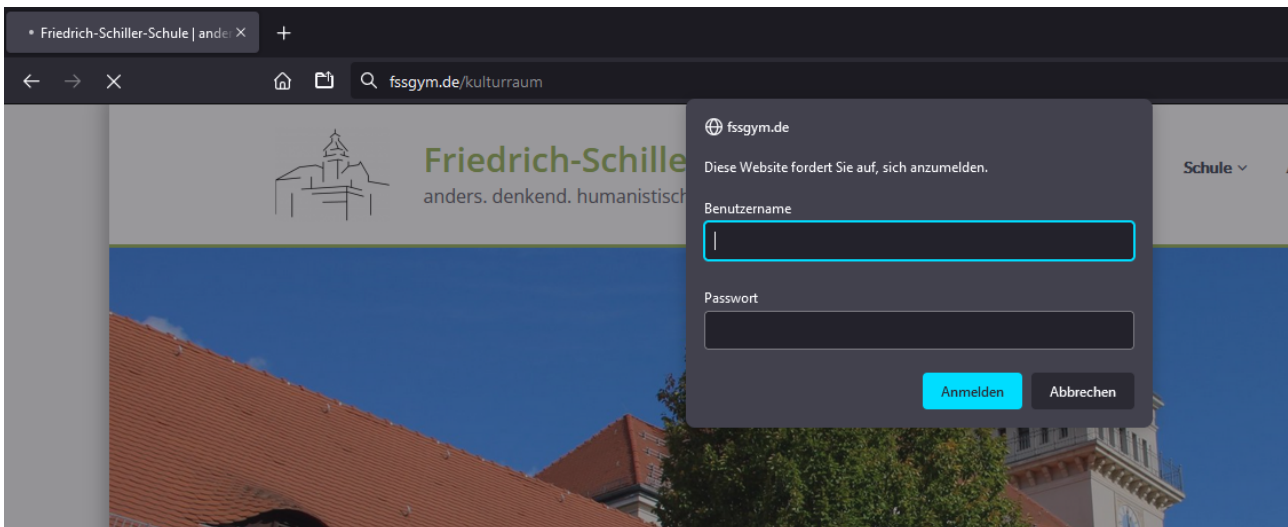 Friedrich-Schiller-Schule | ander
fssgym.de/kulturraum
fssgym.de
Diese Website fordert Sie auf, sich anzumelden.
Benutzername
Passwort
Anmelden
Abbrechen
Friedrich-Schille
anders. denkend. humanistisch
Schule